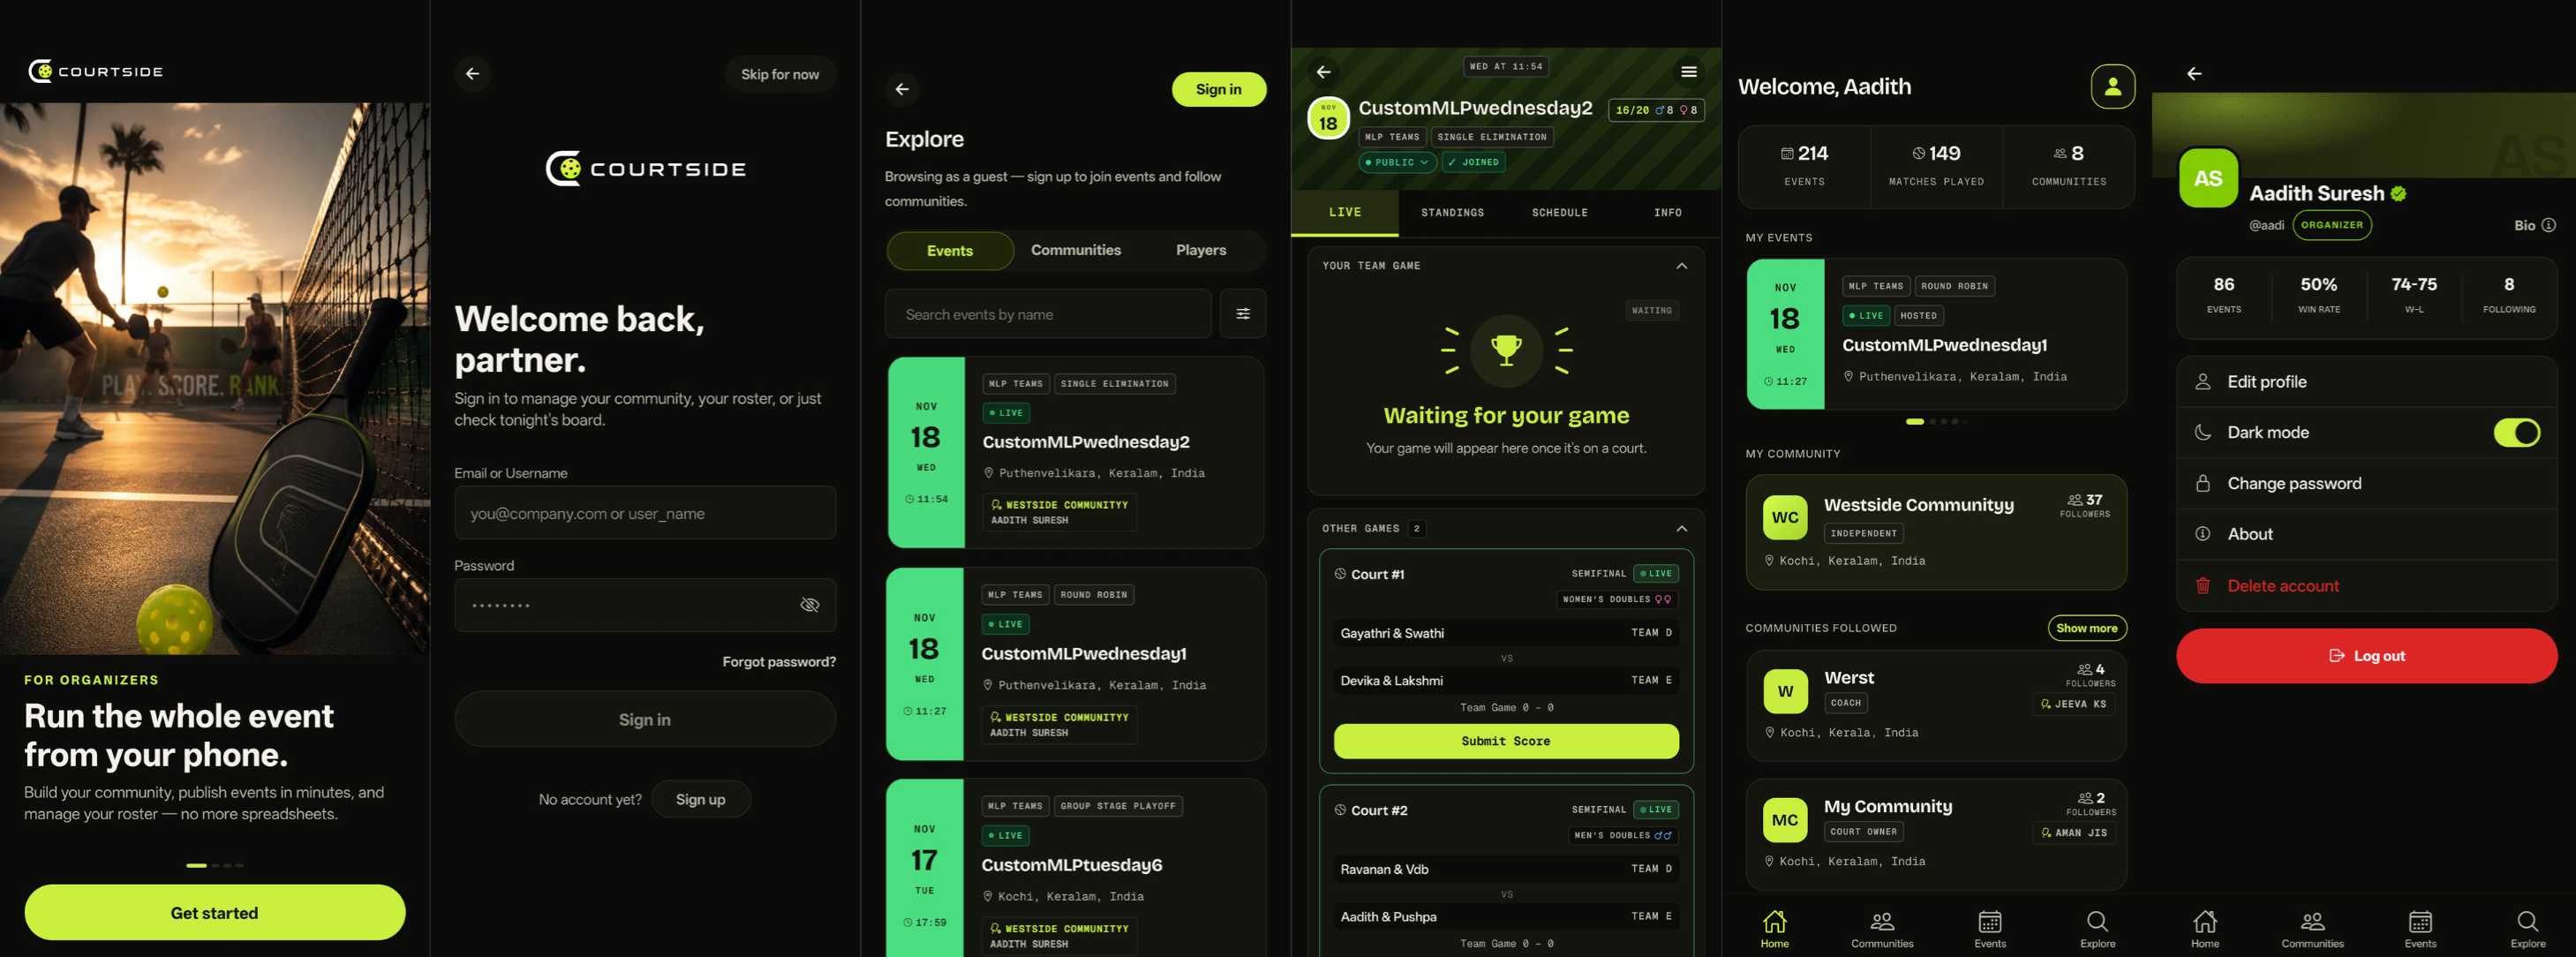 COURTSIDE
PLAY. SCORE. RANK
FOR ORGANIZERS
Run the whole event
from your phone.
Build your community, publish events in minutes, and
manage your roster — no more spreadsheets.
Get started
Skip for now
COURTSIDE
Welcome back,
partner.
Sign in to manage your community, your roster, or just
check tonight's board.
Email or Username
you@company.com or user_name
Password
Forgot password?
Sign in
No account yet? Sign up
Sign in
Explore
Browsing as a guest — sign up to join events and follow
communities.
Events Communities Players
Search events by name
NOV
18
WED
11:54
MLP TEAMS SINGLE ELIMINATION
LIVE
CustomMLPwednesday2
Puthenvelikara, Keralam, India
WESTSIDE COMMUNITYY
AADITH SURESH
NOV
18
WED
11:27
MLP TEAMS ROUND ROBIN
LIVE
CustomMLPwednesday1
Puthenvelikara, Keralam, India
WESTSIDE COMMUNITYY
AADITH SURESH
NOV
17
TUE
17:59
MLP TEAMS GROUP STAGE PLAYOFF
LIVE
CustomMLPtuesday6
Kochi, Keralam, India
WESTSIDE COMMUNITYY
AADITH SURESH
WED AT 11:54
NOV
18
CustomMLPwednesday2
16/20 ♂8 ♀8
MLP TEAMS SINGLE ELIMINATION
PUBLIC ✓ JOINED
LIVE STANDINGS SCHEDULE INFO
YOUR TEAM GAME
WAITING
Waiting for your game
Your game will appear here once it's on a court.
OTHER GAMES 2
Court #1 SEMIFINAL LIVE
WOMEN'S DOUBLES ♀♀
Gayathri & Swathi TEAM D
VS
Devika & Lakshmi TEAM E
Team Game 0 – 0
Submit Score
Court #2 SEMIFINAL LIVE
MEN'S DOUBLES ♂♂
Ravanan & Vdb TEAM D
VS
Aadith & Pushpa TEAM E
Team Game 0 – 0
Welcome, Aadith
214
EVENTS
149
MATCHES PLAYED
8
COMMUNITIES
MY EVENTS
NOV
18
WED
11:27
MLP TEAMS ROUND ROBIN
LIVE HOSTED
CustomMLPwednesday1
Puthenvelikara, Keralam, India
MY COMMUNITY
WC
Westside Communityy
INDEPENDENT
37
FOLLOWERS
Kochi, Keralam, India
COMMUNITIES FOLLOWED Show more
W
Werst
COACH
4
FOLLOWERS
JEEVA KS
Kochi, Kerala, India
MC
My Community
COURT OWNER
2
FOLLOWERS
AMAN JIS
Kochi, Keralam, India
Home Communities Events Explore
AS
AS
Aadith Suresh
@aadi ORGANIZER Bio
86
EVENTS
50%
WIN RATE
74-75
W–L
8
FOLLOWING
Edit profile
Dark mode
Change password
About
Delete account
Log out
Home Communities Events Explore